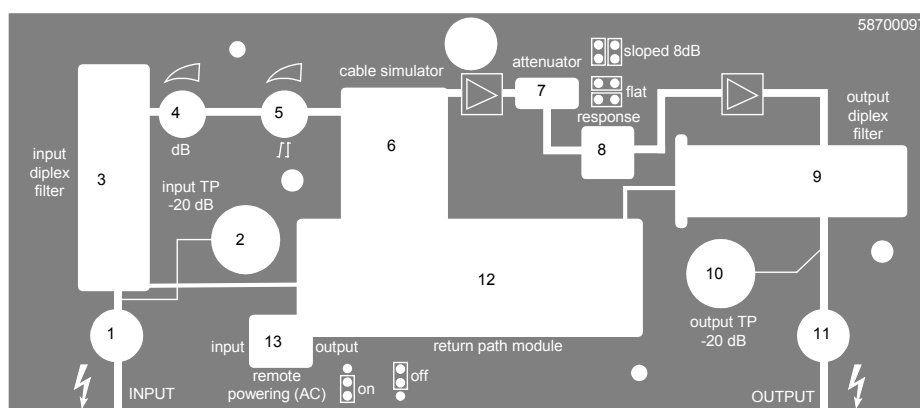 58700097
sloped 8dB
attenuator
cable simulator
7
flat
response
output
diplex
filter
4
5
dB
6
8
input
diplex
filter
3
9
input TP
-20 dB
2
10
12
output TP
-20 dB
1
11
input
13
output
return path module
remote
powering (AC)
on
off
INPUT
OUTPUT